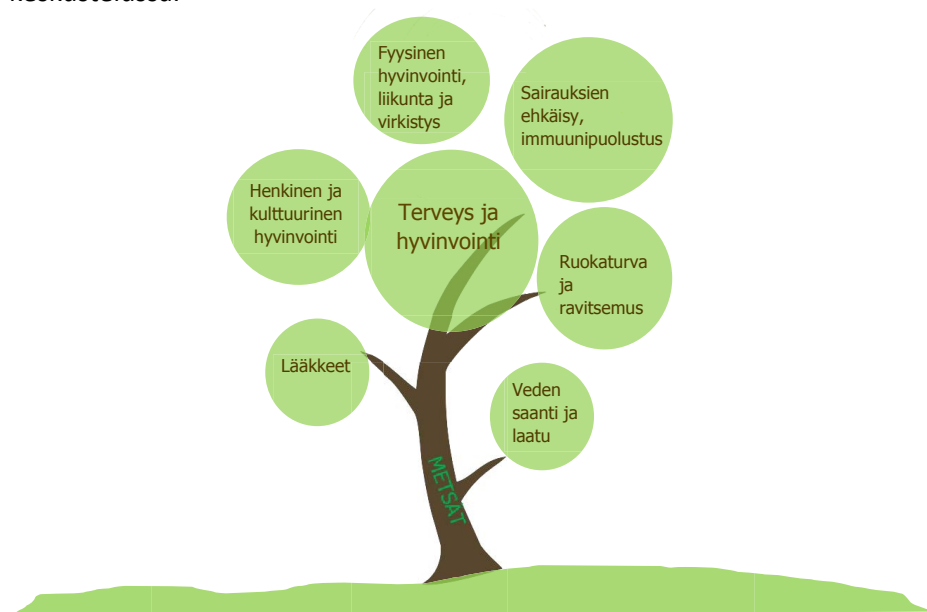 Fyysinen
hyvinvointi,
liikunta ja
virkistys
Sairauksien
ehkäisy,
immuunipuolustus
Henkinen ja
kulttuurinen
hyvinvointi
Terveys ja
hyvinvointi
Ruokaturva
ja
ravitsemus
Lääkkeet
Veden
saanti ja
laatu
METSÄT